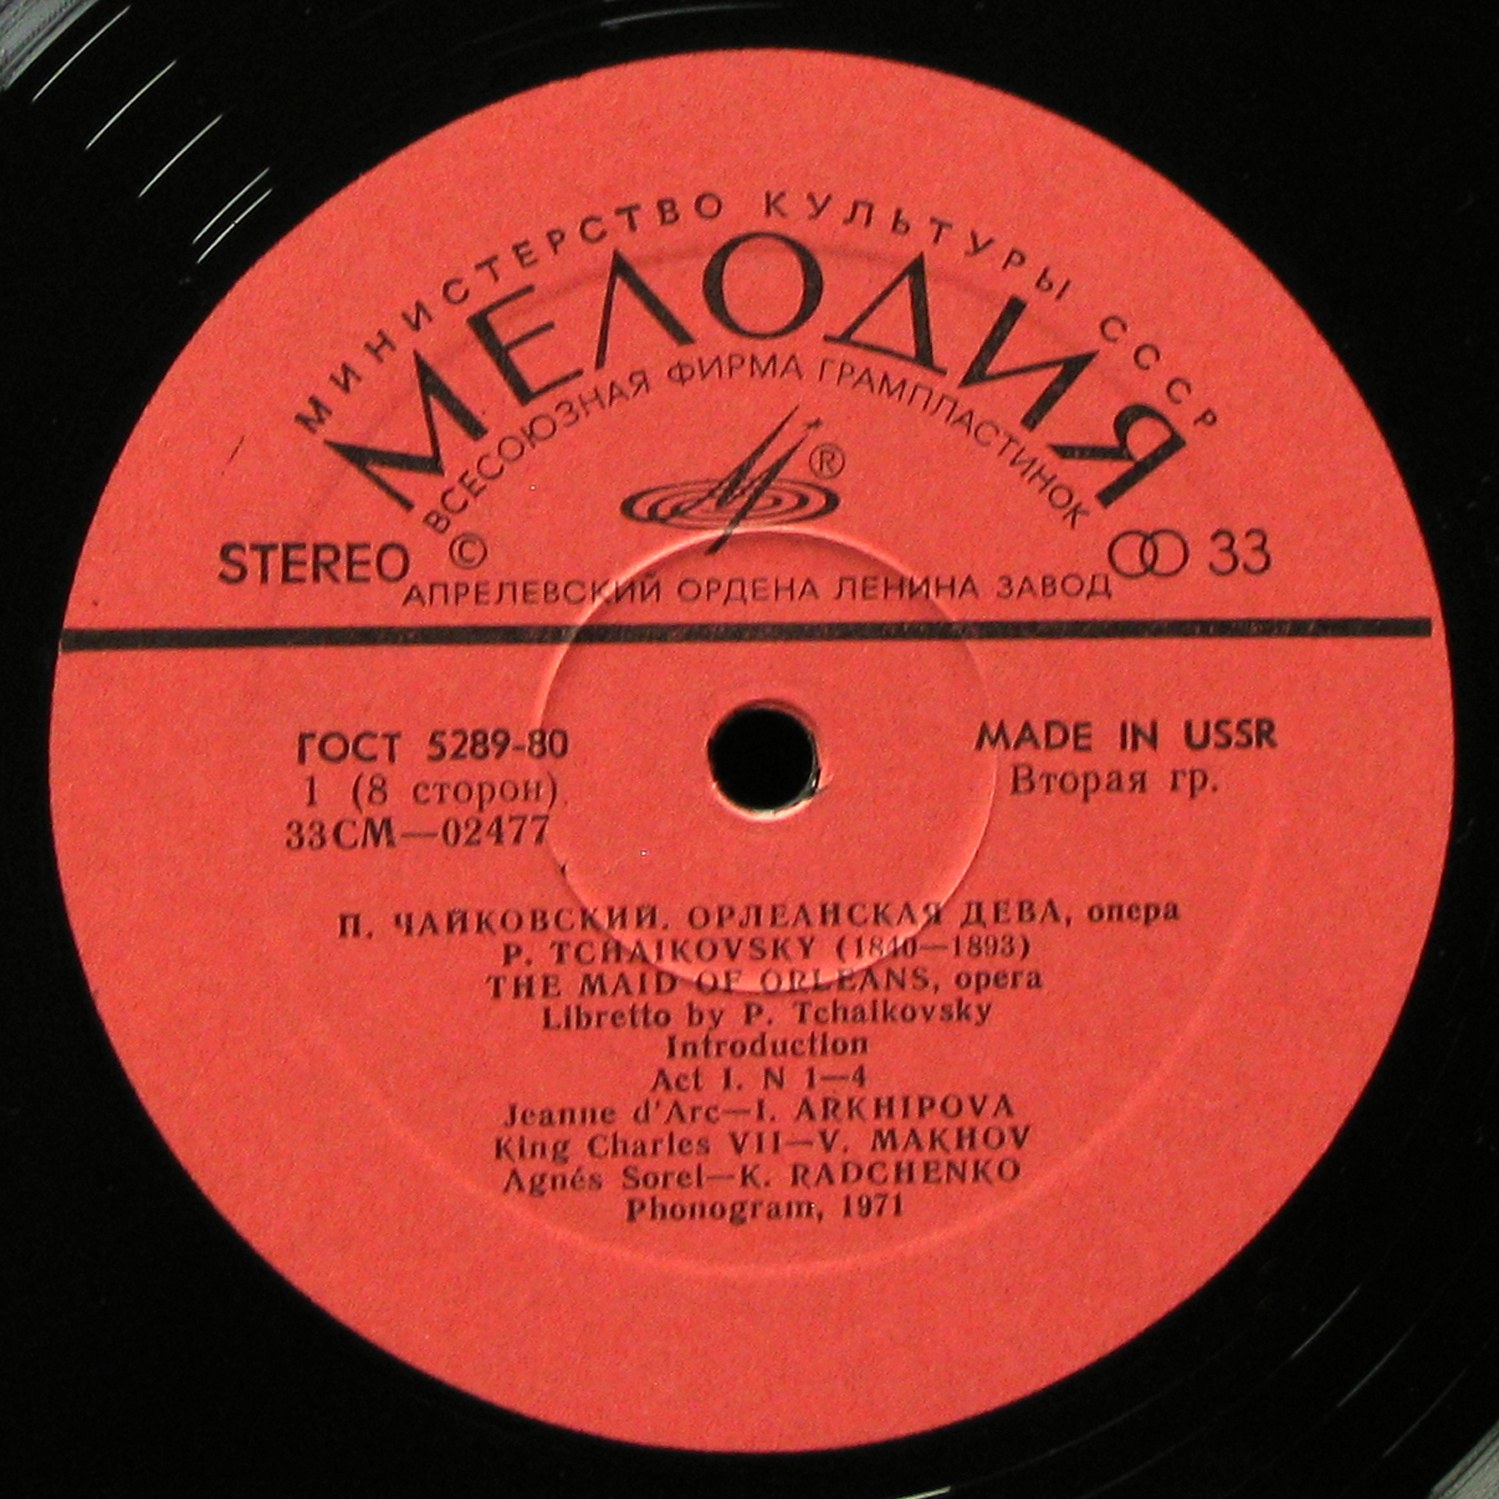 МИНИСТЕРСТВО КУЛЬТУРЫ СССР
МЕЛОДИЯ
ВСЕСОЮЗНАЯ ФИРМА ГРАМПЛАСТИНОК
®
STEREO © 33
АПРЕЛЕВСКИЙ ОРДЕНА ЛЕНИНА ЗАВОД
ГОСТ 5289-80
1 (8 сторон)
33СМ—02477
MADE IN USSR
Вторая гр.
П. ЧАЙКОВСКИЙ. ОРЛЕАНСКАЯ ДЕВА, опера
P. TCHAIKOVSKY (1840—1893)
THE MAID OF ORLEANS, opera
Libretto by P. Tchaikovsky
Introduction
Act I. N 1—4
Jeanne d'Arc—I. ARKHIPOVA
King Charles VII—V. MAKHOV
Agnés Sorel—K. RADCHENKO
Phonogram, 1971